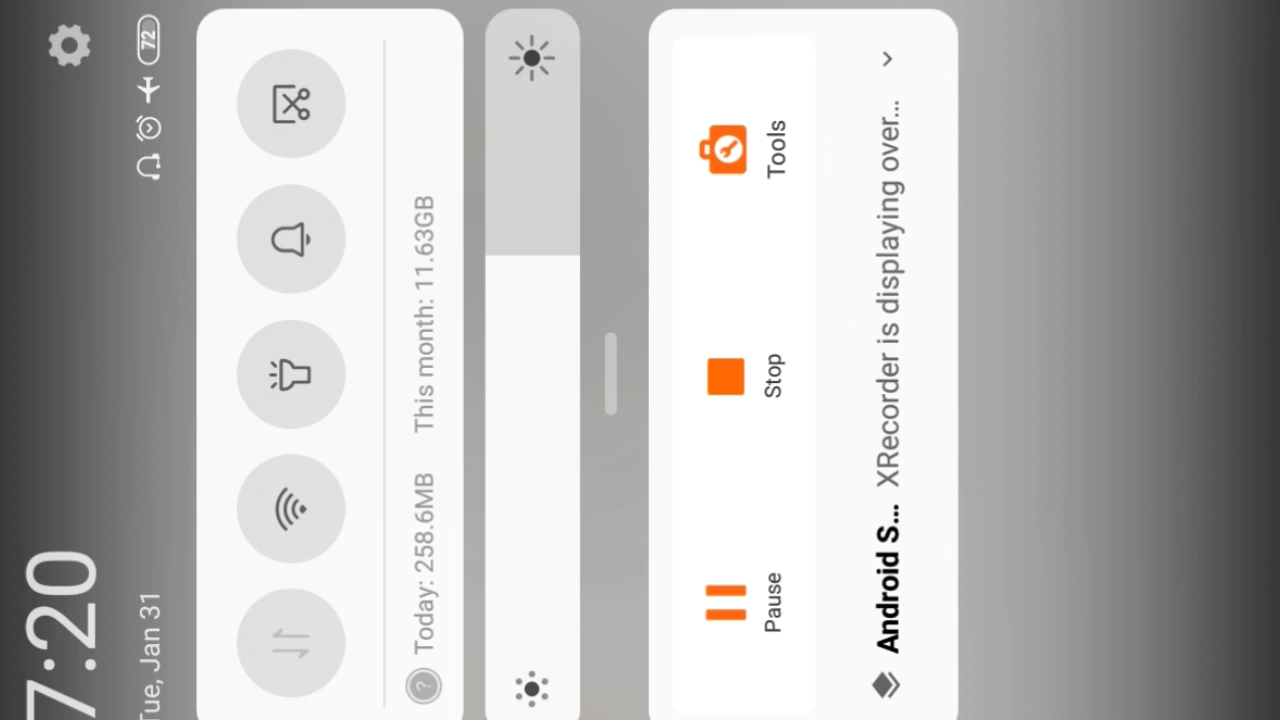 7:20
Tue, Jan 31
72
Today: 258.6MB
This month: 11.63GB
Pause
Stop
Tools
Android S... XRecorder is displaying over...